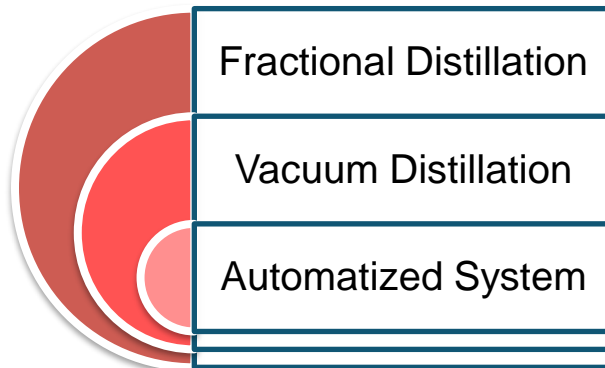 Fractional Distillation
Vacuum Distillation
Automatized System